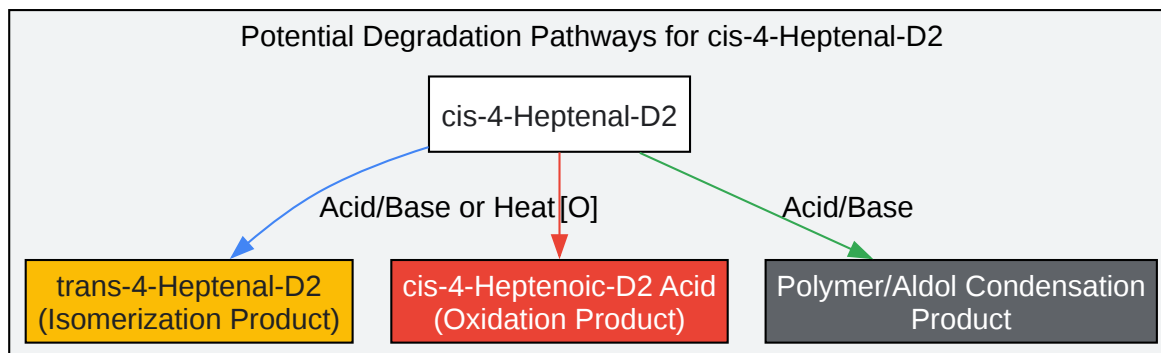 Potential Degradation Pathways for cis-4-Heptenal-D2
cis-4-Heptenal-D2
Acid/Base or Heat
[O]
Acid/Base
trans-4-Heptenal-D2
(Isomerization Product)
cis-4-Heptenoic-D2 Acid
(Oxidation Product)
Polymer/Aldol Condensation
Product